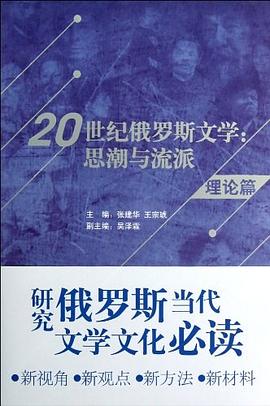 20世纪俄罗斯文学:
思潮与流派
理论篇
主 编: 张建华 王宗琥
副主编: 吴泽霖
研究 俄罗斯 当代
文学文化 必读
●新视角 ●新观点 ●新方法 ●新材料